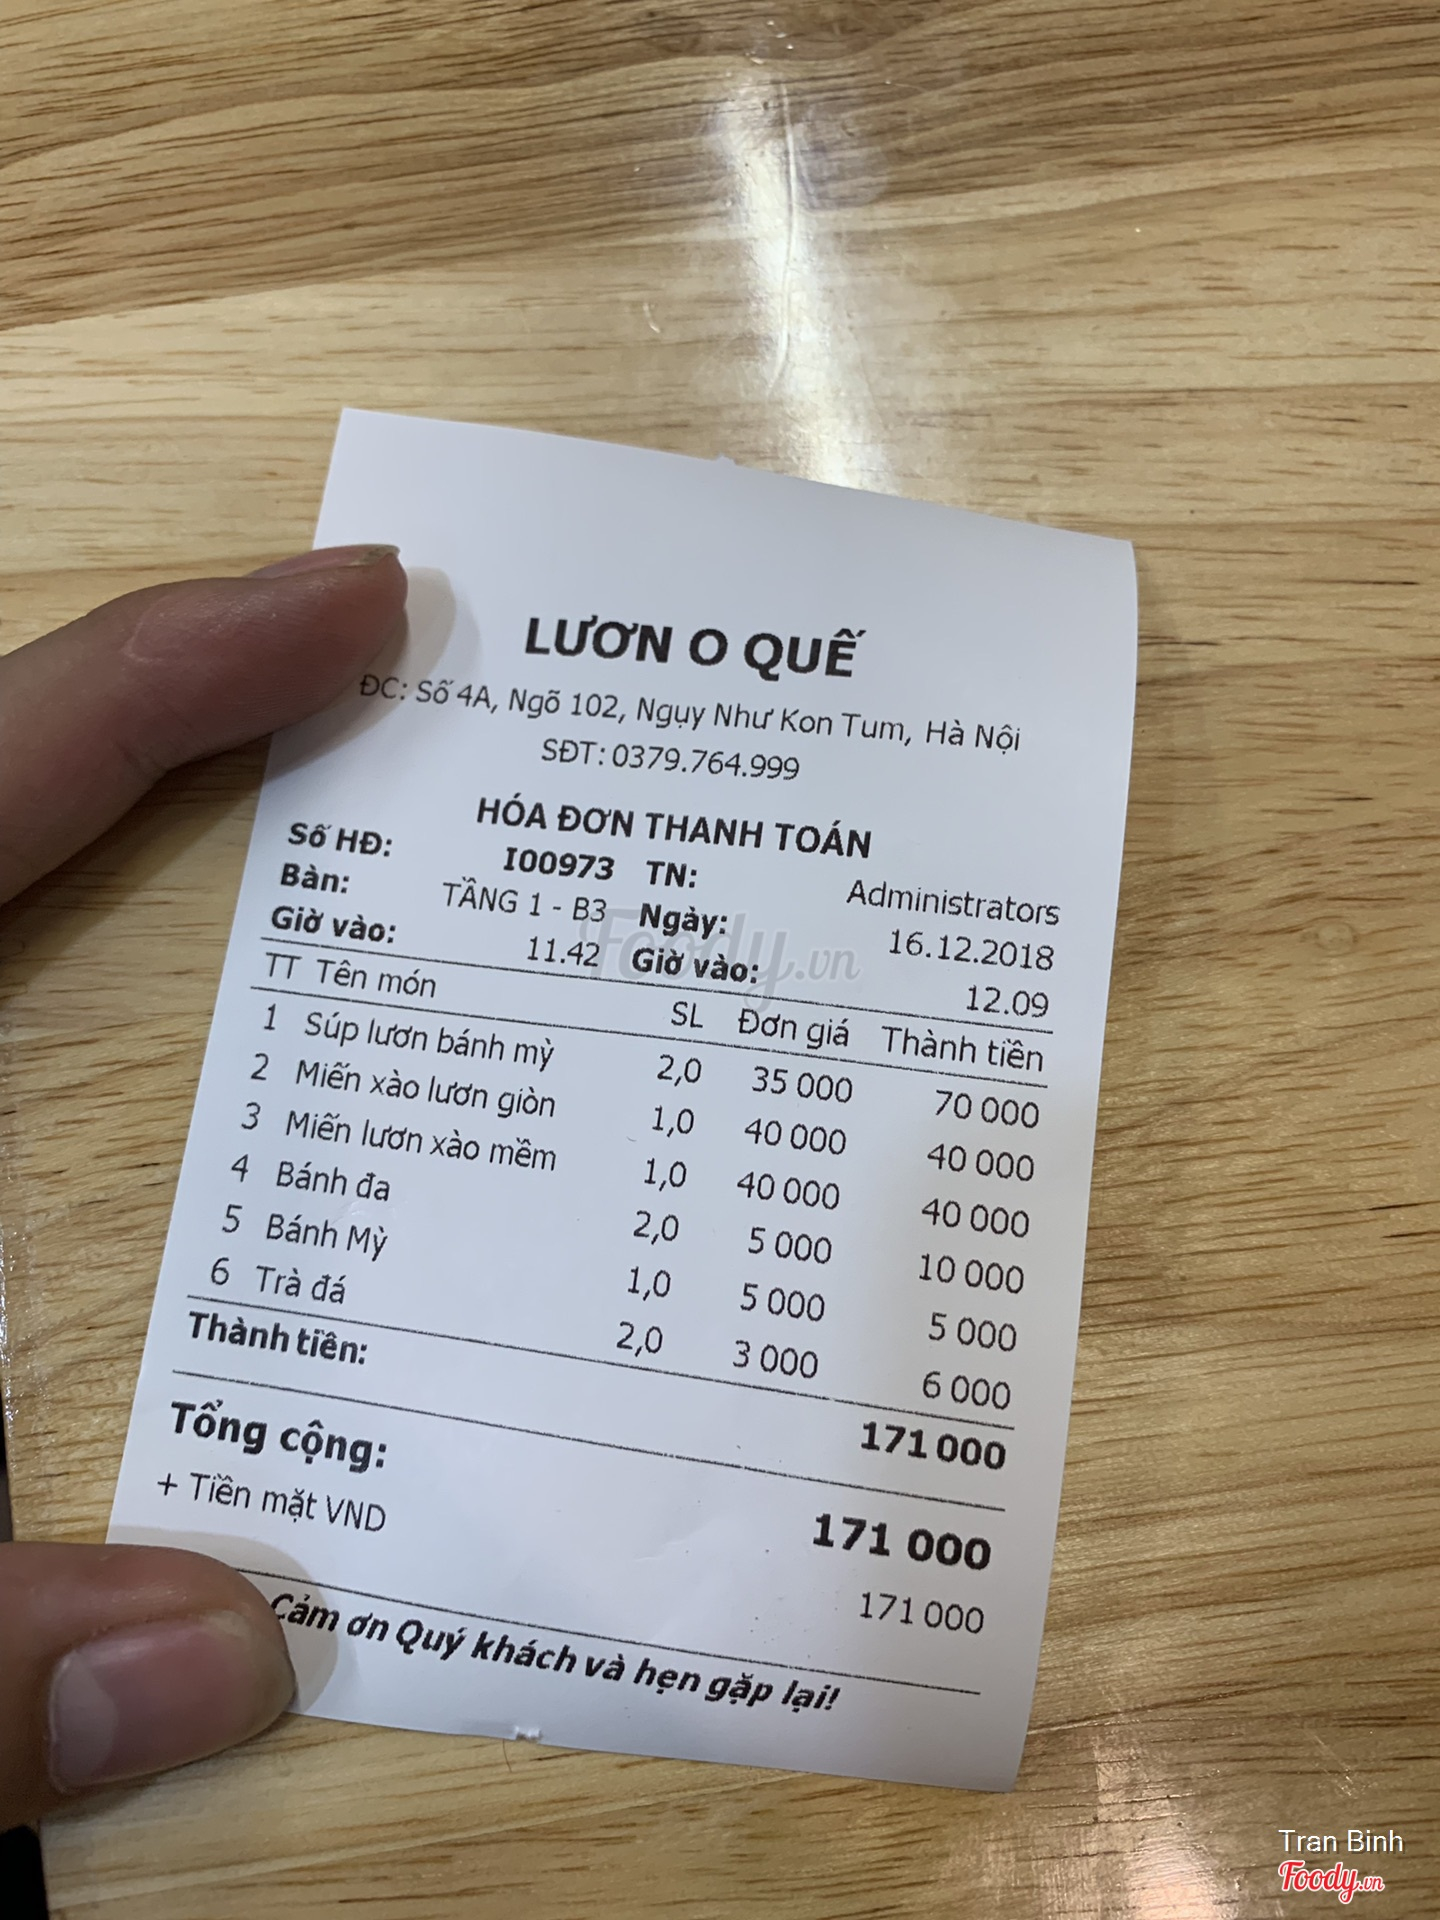 LƯƠN O QUẾ
ĐC: Số 4A, Ngõ 102, Ngụy Như Kon Tum, Hà Nội
SĐT: 0379.764.999
HÓA ĐƠN THANH TOÁN
Số HĐ: I00973 TN: Administrators
Bàn: TẦNG 1 - B3 Ngày: 16.12.2018
Giờ vào: 11.42 Giờ vào: 12.09
Foody.vn
TT Tên món SL Đơn giá Thành tiền
1 Súp lươn bánh mỳ 2,0 35 000 70 000
2 Miến xào lươn giòn 1,0 40 000 40 000
3 Miến lươn xào mềm 1,0 40 000 40 000
4 Bánh đa 2,0 5 000 10 000
5 Bánh Mỳ 1,0 5 000 5 000
6 Trà đá 2,0 3 000 6 000
Thành tiền: 171 000
Tổng cộng: 171 000
+ Tiền mặt VND 171 000
Cảm ơn Quý khách và hẹn gặp lại!
Tran Binh
Foody.vn